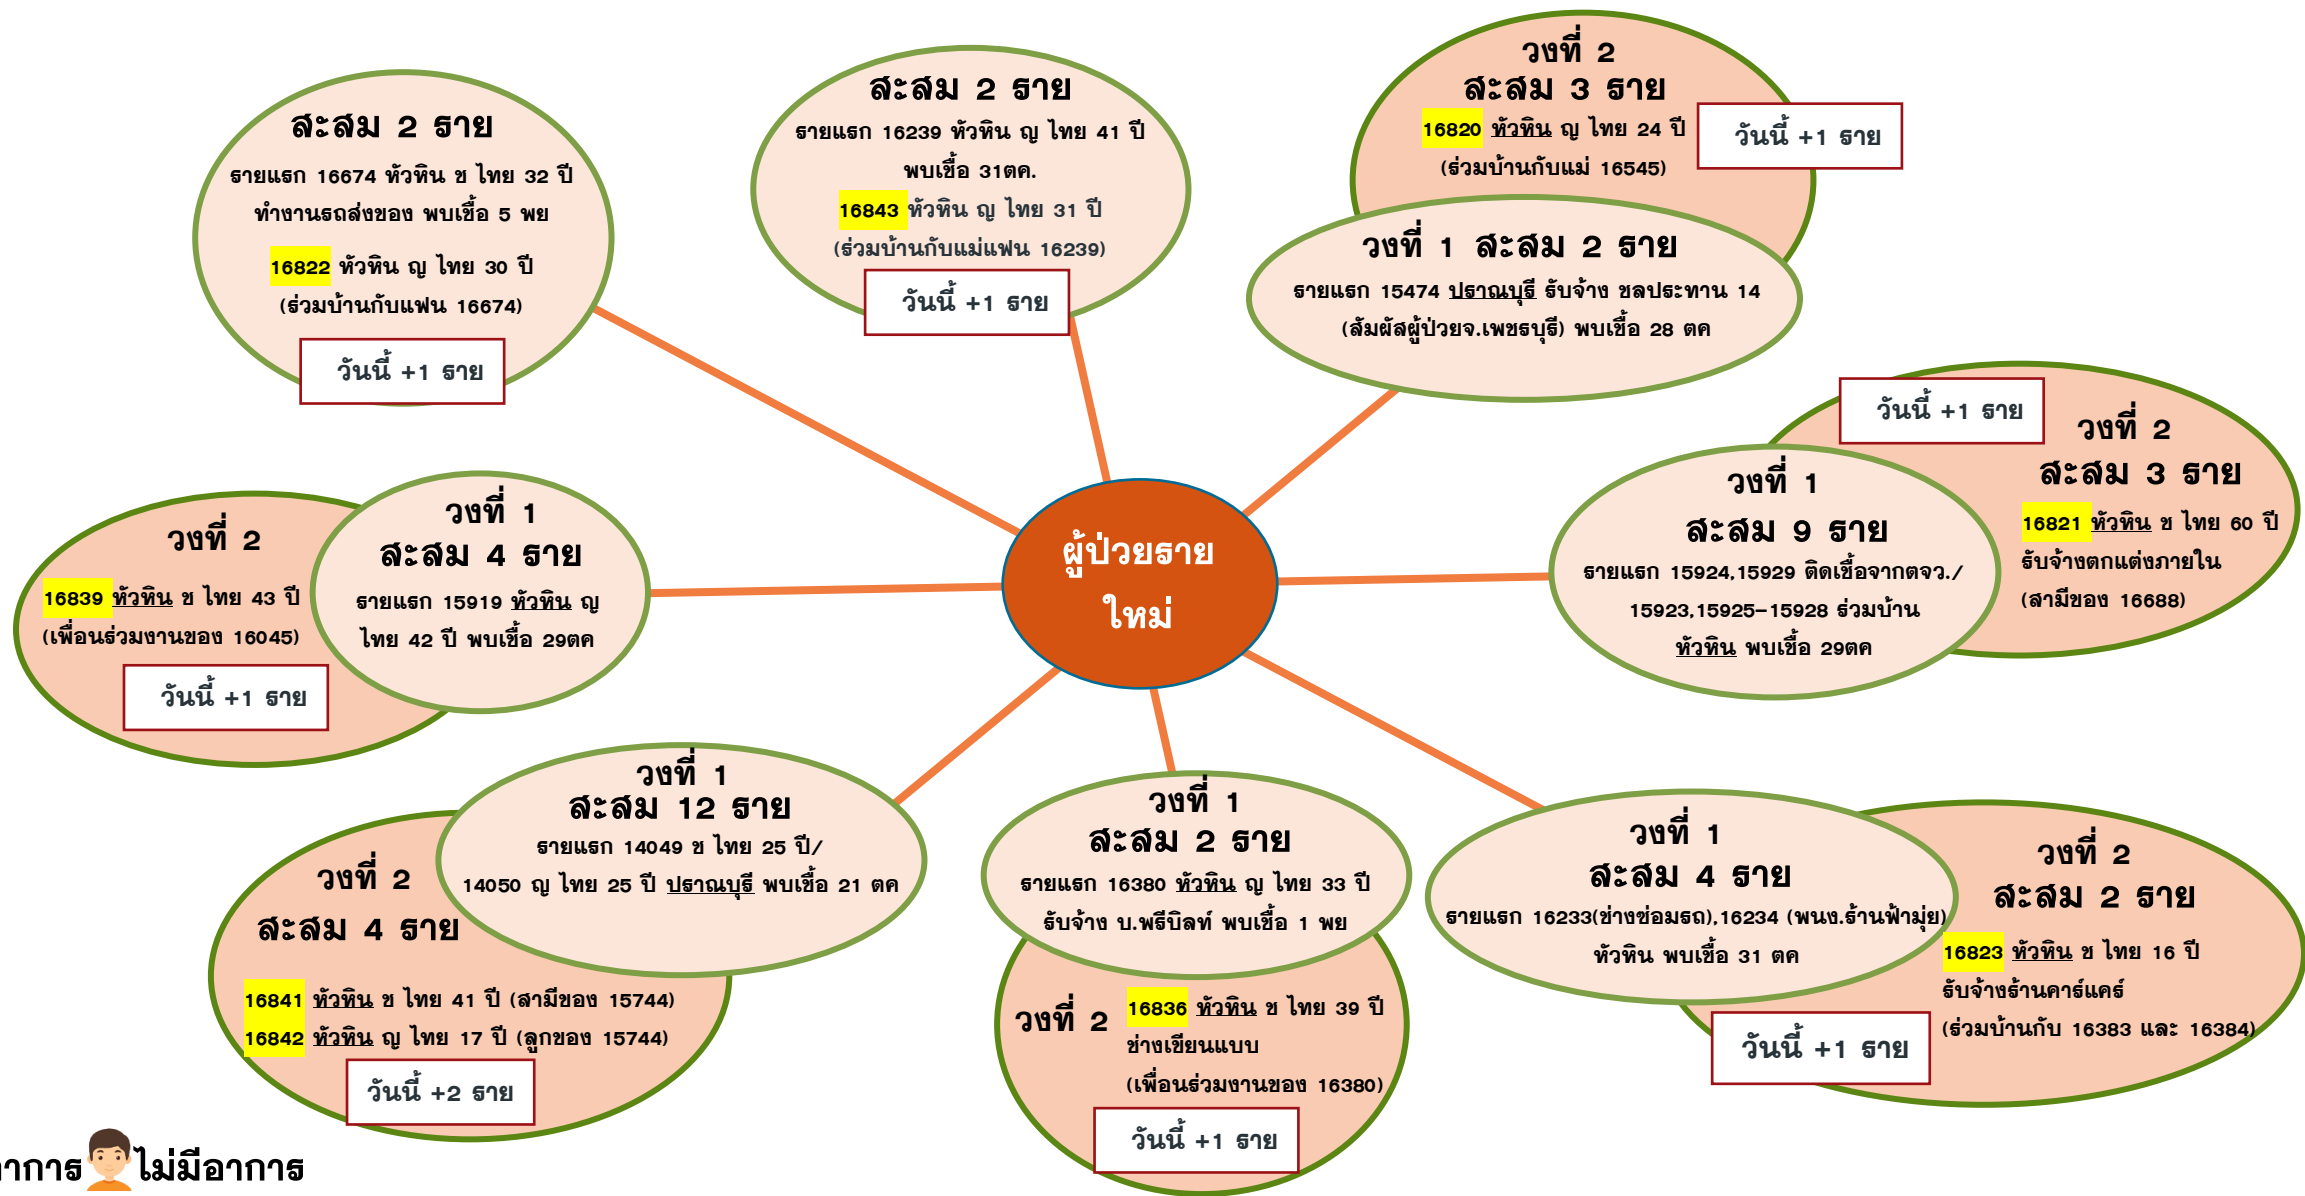 สะสม 2 ราย
รายแรก 16674 หัวหิน ช ไทย 32 ปี
ทำงานรถส่งของ พบเชื้อ 5 พย
16822 หัวหิน ญ ไทย 30 ปี
(ร่วมบ้านกับแฟน 16674)
วันนี้ +1 ราย
สะสม 2 ราย
รายแรก 16239 หัวหิน ญ ไทย 41 ปี
พบเชื้อ 31ตค.
16843 หัวหิน ญ ไทย 31 ปี
(ร่วมบ้านกับแม่แฟน 16239)
วันนี้ +1 ราย
วงที่ 2
สะสม 3 ราย
16820 หัวหิน ญ ไทย 24 ปี
(ร่วมบ้านกับแม่ 16545)
วันนี้ +1 ราย
วงที่ 1 สะสม 2 ราย
รายแรก 15474 ปราณบุรี รับจ้าง ชลประทาน 14
(สัมผัสผู้ป่วยจ.เพชรบุรี) พบเชื้อ 28 ตค
วันนี้ +1 ราย
วงที่ 2
สะสม 3 ราย
16821 หัวหิน ช ไทย 60 ปี
รับจ้างตกแต่งภายใน
(สามีของ 16688)
วงที่ 1
สะสม 9 ราย
รายแรก 15924,15929 ติดเชื้อจากตจว./
15923,15925-15928 ร่วมบ้าน
หัวหิน พบเชื้อ 29ตค
ผู้ป่วยราย
ใหม่
วงที่ 2
16839 หัวหิน ช ไทย 43 ปี
(เพื่อนร่วมงานของ 16045)
วันนี้ +1 ราย
วงที่ 1
สะสม 4 ราย
รายแรก 15919 หัวหิน ญ
ไทย 42 ปี พบเชื้อ 29ตค
วงที่ 1
สะสม 12 ราย
รายแรก 14049 ช ไทย 25 ปี/
14050 ญ ไทย 25 ปี ปราณบุรี พบเชื้อ 21 ตค
วงที่ 2
สะสม 4 ราย
16841 หัวหิน ช ไทย 41 ปี (สามีของ 15744)
16842 หัวหิน ญ ไทย 17 ปี (ลูกของ 15744)
วันนี้ +2 ราย
วงที่ 1
สะสม 2 ราย
รายแรก 16380 หัวหิน ญ ไทย 33 ปี
รับจ้าง บ.พรีบิลท์ พบเชื้อ 1 พย
วงที่ 2
16836 หัวหิน ช ไทย 39 ปี
ช่างเขียนแบบ
(เพื่อนร่วมงานของ 16380)
วันนี้ +1 ราย
วงที่ 1
สะสม 4 ราย
รายแรก 16233(ช่างซ่อมรถ),16234 (พนง.ร้านฟ้ามุ่ย)
หัวหิน พบเชื้อ 31 ตค
วงที่ 2
สะสม 2 ราย
16823 หัวหิน ช ไทย 16 ปี
รับจ้างร้านคาร์แคร์
(ร่วมบ้านกับ 16383 และ 16384)
วันนี้ +1 ราย
ไม่มีอาการ